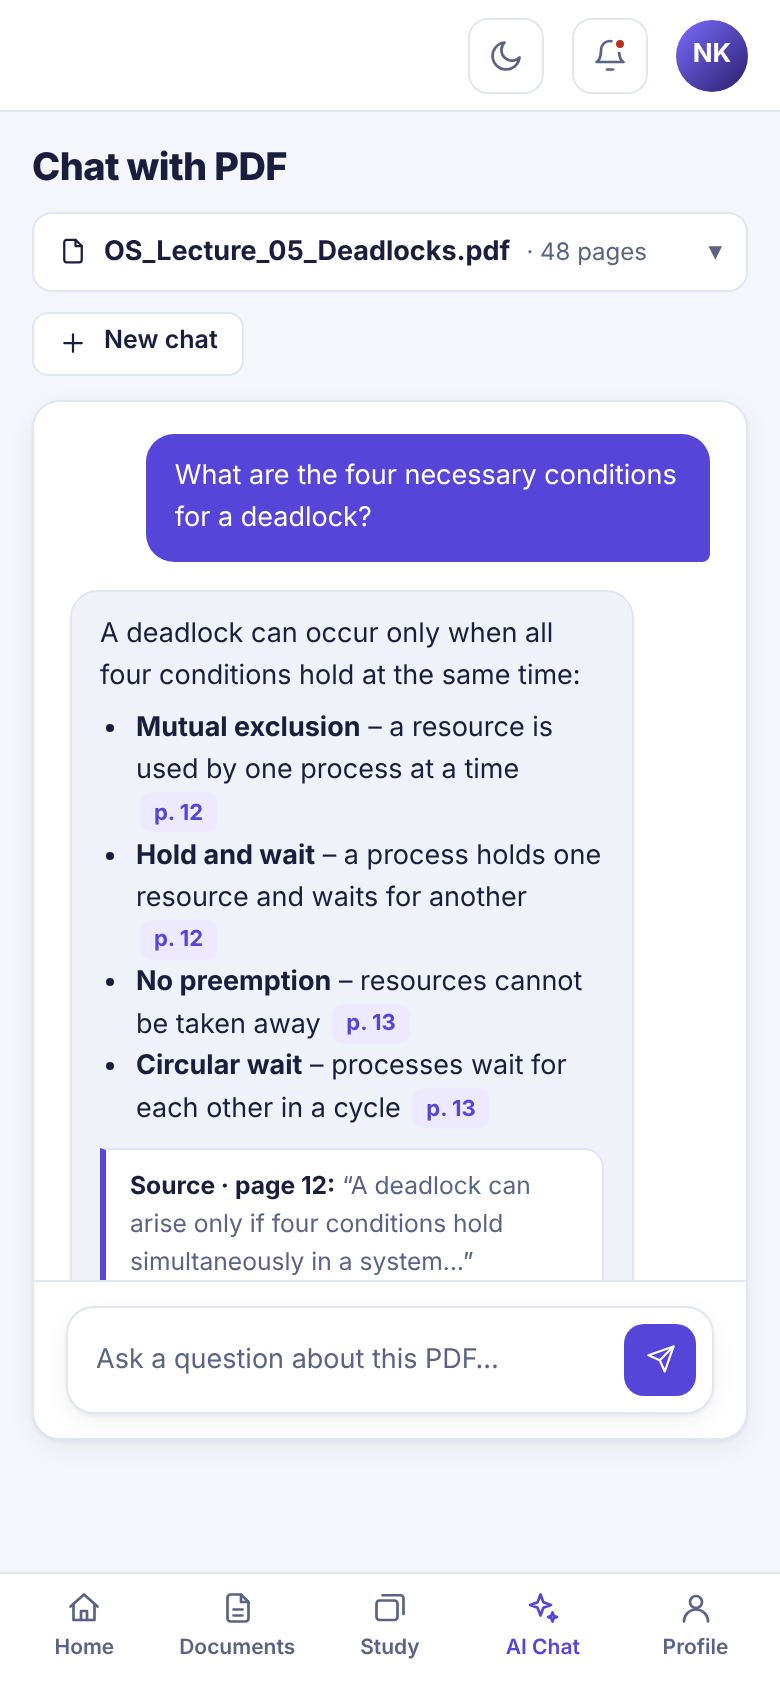 NK
Chat with PDF
OS_Lecture_05_Deadlocks.pdf · 48 pages ▼
+ New chat
What are the four necessary conditions
for a deadlock?
A deadlock can occur only when all
four conditions hold at the same time:
• Mutual exclusion – a resource is
used by one process at a time
p. 12
• Hold and wait – a process holds one
resource and waits for another
p. 12
• No preemption – resources cannot
be taken away p. 13
• Circular wait – processes wait for
each other in a cycle p. 13
Source · page 12: “A deadlock can
arise only if four conditions hold
simultaneously in a system...”
Ask a question about this PDF...
Home Documents Study AI Chat Profile